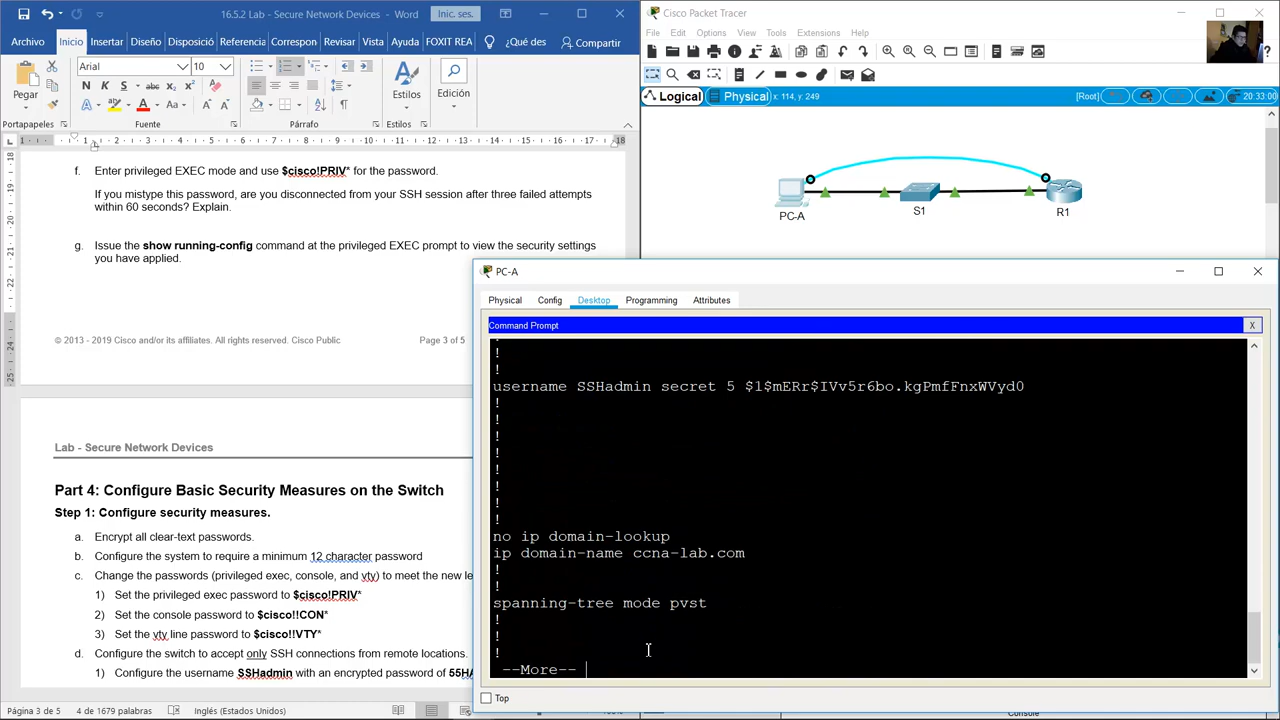 16.5.2 Lab - Secure Network Devices - Word
Inic. ses.
Archo
Inicio
Inser
Diseño
Disposició
Referencia
Correspon
Revisar
Vista
Ayuda
FOXIT REA
¿Qué des
Compartir
Pegar
Arial
10
Estilos
Edición
Portapapeles
Fuente
Párrafo
Estilos
f. Enter privileged EXEC mode and use $cisco!PRIV* for the password.
If you mistype this password, are you disconnected from your SSH session after three failed attempts
within 60 seconds? Explain.
g. Issue the show running-config command at the privileged EXEC prompt to view the security settings
you have applied.
© 2013 - 2019 Cisco and/or its affiliates. All rights reserved. Cisco Public
Page 3 of 5
Lab - Secure Network Devices
Part 4: Configure Basic Security Measures on the Switch
Step 1: Configure security measures.
a. Encrypt all clear-text passwords.
b. Configure the system to require a minimum 12 character password
c. Change the passwords (privileged exec, console, and vty) to meet the new le
1) Set the privileged exec password to $cisco!PRIV*
2) Set the console password to $cisco!!CON*
3) Set the vty line password to $cisco!!VTY*
d. Configure the switch to accept only SSH connections from remote locations.
1) Configure the username SSHadmin with an encrypted password of 55HA
Página 3 de 5
4 de 1679 palabras
Inglés (Estados Unidos)
Cisco Packet Tracer
File Edit Options View Tools Extensions Help
Logical
Physical
x: 114, y: 249
[Root]
20:33:00
PC-A
S1
R1
PC-A
Physical
Config
Desktop
Programming
Attributes
Command Prompt
X
!
!
!
username SSHadmin secret 5 $1$mERr$IVv5r6bo.kgPmfFnxWVyd0
!
!
!
!
!
!
!
!
no ip domain-lookup
ip domain-name ccna-lab.com
!
!
spanning-tree mode pvst
!
!
!
--More--
Top
Console